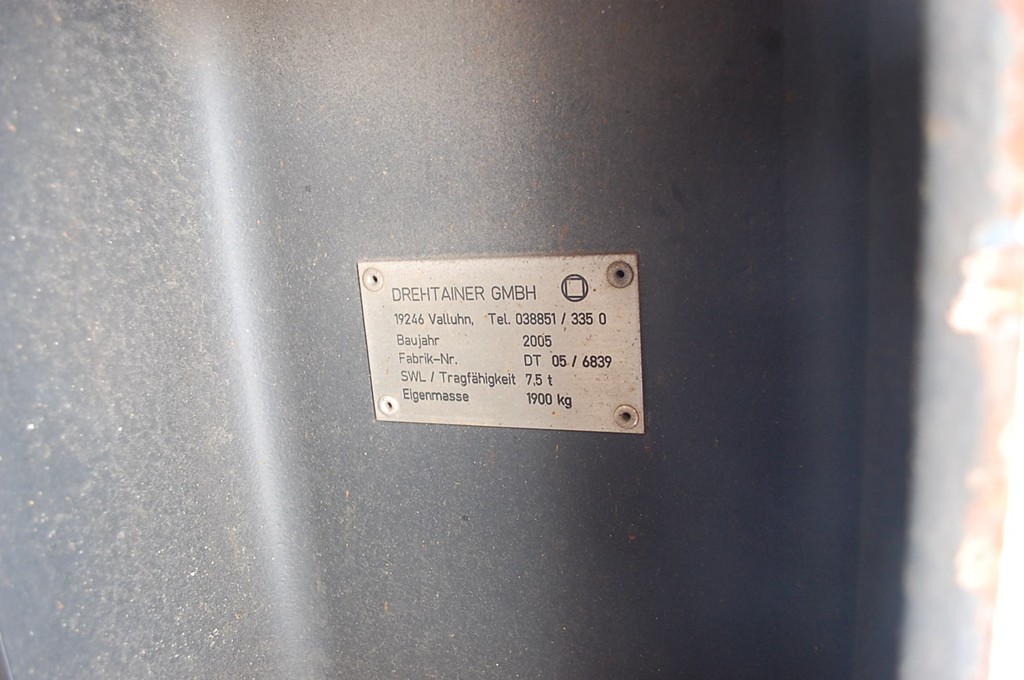 DREHTAINER GMBH
19246 Valluhn, Tel. 038851 / 335 0
Baujahr 2005
Fabrik-Nr. DT 05 / 6839
SWL / Tragfähigkeit 7,5 t
Eigenmasse 1900 kg